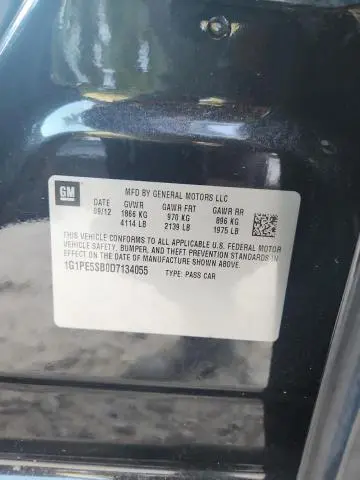 GM
MFD BY GENERAL MOTORS LLC
DATE GVWR GAWR FRT GAWR RR
09/12 1866 KG 970 KG 896 KG
4114 LB 2139 LB 1975 LB
THIS VEHICLE CONFORMS TO ALL APPLICABLE U.S. FEDERAL MOTOR
VEHICLE SAFETY, BUMPER, AND THEFT PREVENTION STANDARDS IN
EFFECT ON THE DATE OF MANUFACTURE SHOWN ABOVE.
1G1PE5SB0D7134055 TYPE: PASS CAR